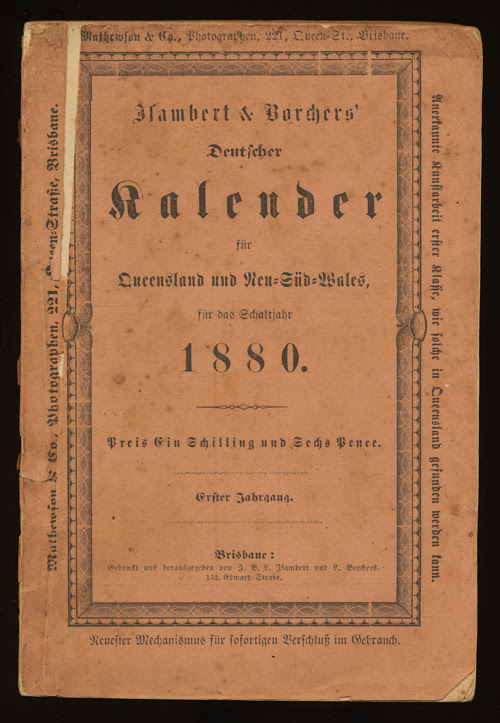 Mathewson & Co., Photographen, 221, Queen-St., Brisbane.
Mathewson & Co., Photographen, 221, Queen-Straße, Brisbane.
Isambert & Borchers'
Deutscher
Kalender
für
Queensland und Neu-Süd-Wales,
für das Schaltjahr
1880.
Preis Ein Schilling und Sechs Pence.
Erster Jahrgang.
Brisbane:
Gedruckt und herausgegeben von J. B. L. Isambert und L. Borchers.
152, Edward Straße.
Anerkannte Kunstarbeit erster Klaße, wie solche in Queensland gefunden werden kann.
Neuester Mechanismus für sofortigen Verschluß im Gebrauch.